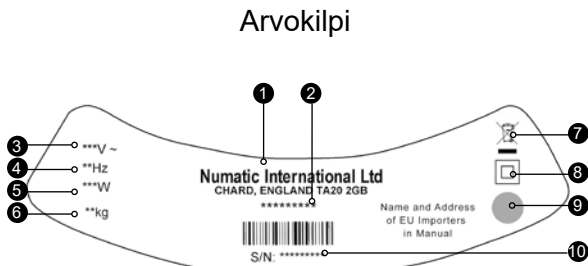 Arvokilpi
1 2
3 ***V ~
4 **Hz
5 ***W
6 **kg
Numatic International Ltd
CHARD, ENGLAND TA20 2GB
*********
S/N: ********
Name and Address
of EU Importers
in Manual
7
8
9
10